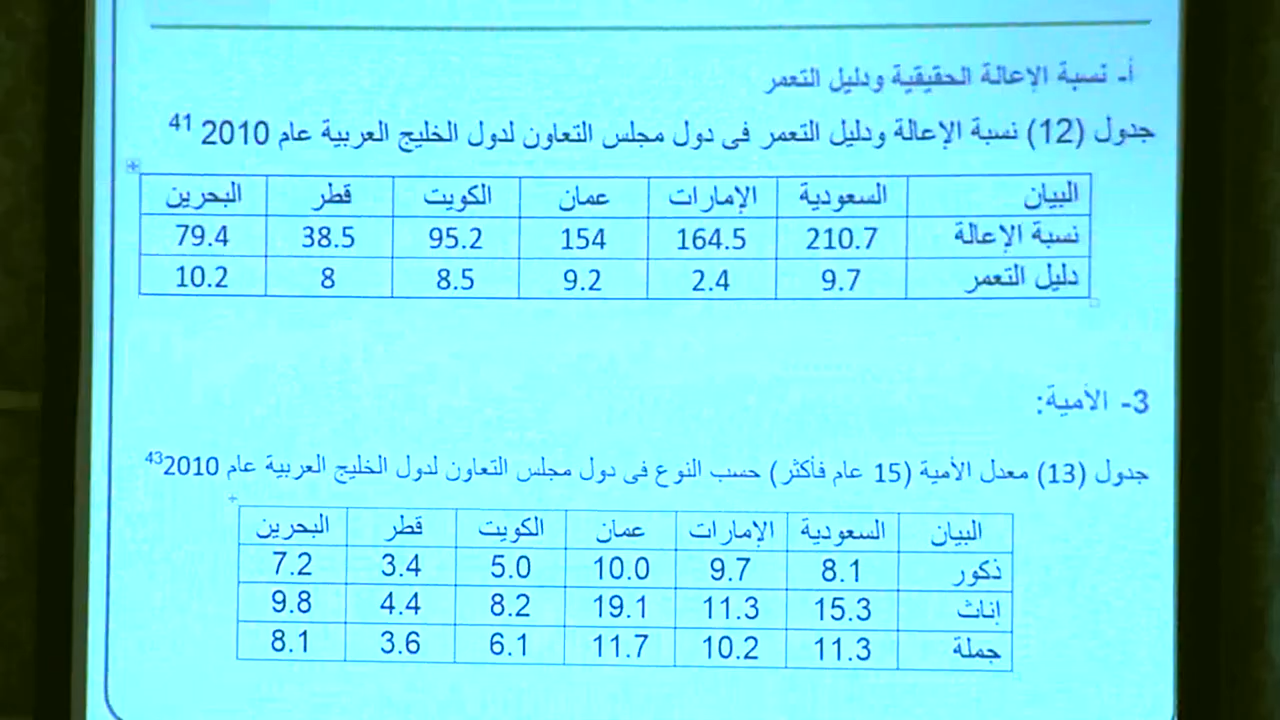 أ- نسبة الإعالة الحقيقية ودليل التعمر
جدول (12) نسبة الإعالة ودليل التعمر فى دول مجلس التعاون لدول الخليج العربية عام 2010 41
البيان السعودية الإمارات عمان الكويت قطر البحرين
نسبة الإعالة 210.7 164.5 154 95.2 38.5 79.4
دليل التعمر 9.7 2.4 9.2 8.5 8 10.2
3- الأمية:
جدول (13) معدل الأمية (15 عام فأكثر) حسب النوع فى دول مجلس التعاون لدول الخليج العربية عام 2010 43
البيان السعودية الإمارات عمان الكويت قطر البحرين
ذكور 8.1 9.7 10.0 5.0 3.4 7.2
إناث 15.3 11.3 19.1 8.2 4.4 9.8
جملة 11.3 10.2 11.7 6.1 3.6 8.1